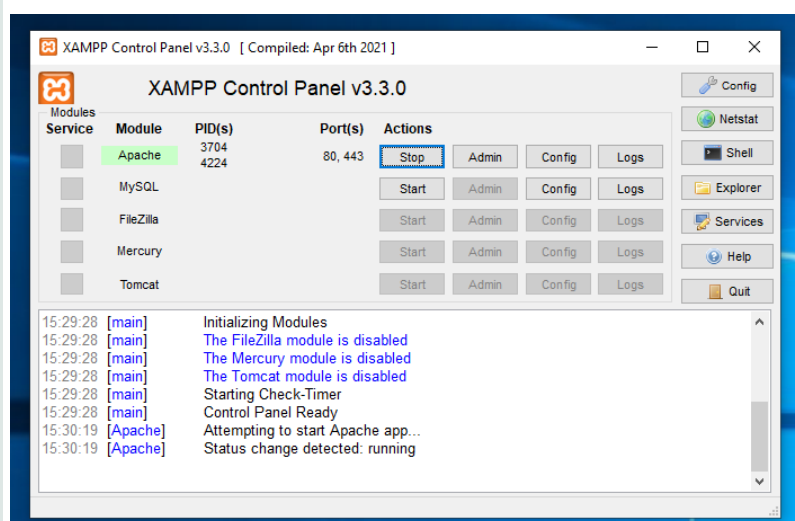 XAMPP Control Panel v3.3.0 [ Compiled: Apr 6th 2021 ]
XAMPP Control Panel v3.3.0
Config
Modules
Service Module PID(s) Port(s) Actions
Netstat
Apache 3704 4224 80, 443 Stop Admin Config Logs
Shell
MySQL Start Admin Config Logs
Explorer
FileZilla Start Admin Config Logs
Services
Mercury Start Admin Config Logs
Help
Tomcat Start Admin Config Logs
Quit
15:29:28 [main] Initializing Modules
15:29:28 [main] The FileZilla module is disabled
15:29:28 [main] The Mercury module is disabled
15:29:28 [main] The Tomcat module is disabled
15:29:28 [main] Starting Check-Timer
15:29:28 [main] Control Panel Ready
15:30:19 [Apache] Attempting to start Apache app...
15:30:19 [Apache] Status change detected: running